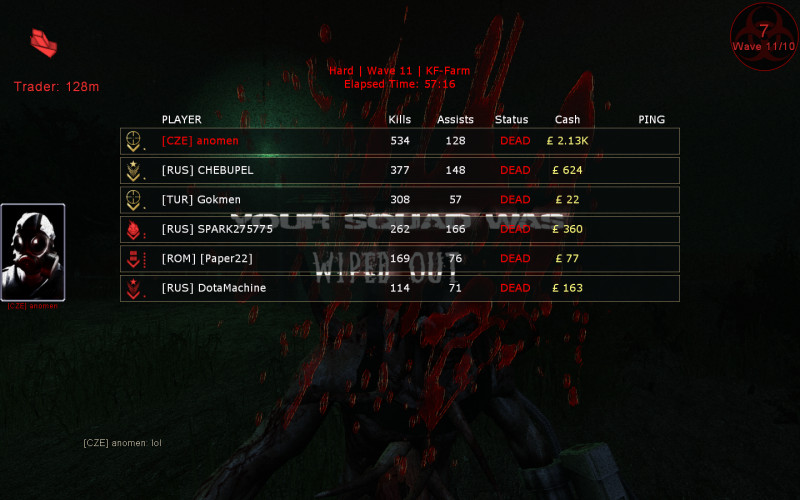 7
Wave 11/10
Trader: 128m
Hard | Wave 11 | KF-Farm
Elapsed Time: 57:16
PLAYER Kills Assists Status Cash PING
[CZE] anomen 534 128 DEAD £ 2.13K
[RUS] CHEBUPEL 377 148 DEAD £ 624
[TUR] Gokmen 308 57 DEAD £ 22
YOUR SQUAD WAS
[RUS] SPARK275775 262 166 DEAD £ 360
[ROM] [Paper22] 169 76 DEAD £ 77
WIPED OUT
[RUS] DotaMachine 114 71 DEAD £ 163
[CZE] anomen
[CZE] anomen: lol